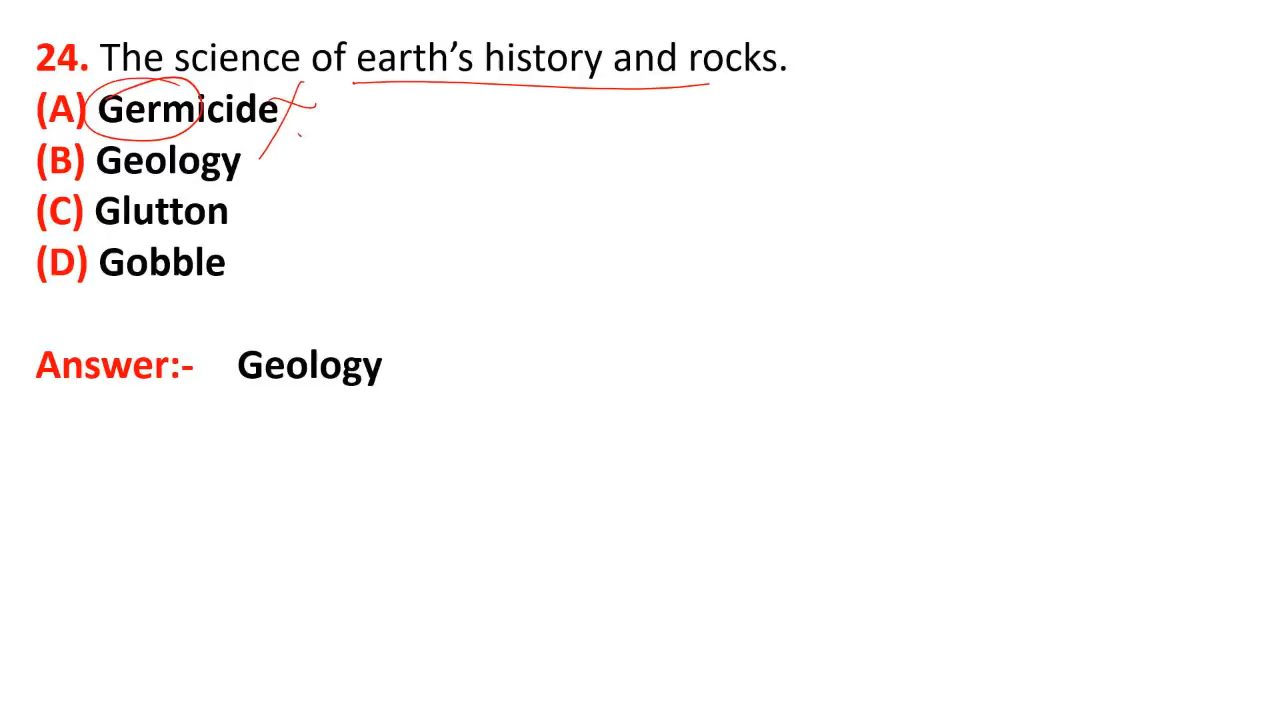 24. The science of earth’s history and rocks.
(A) Germicide
(B) Geology
(C) Glutton
(D) Gobble
Answer:- Geology